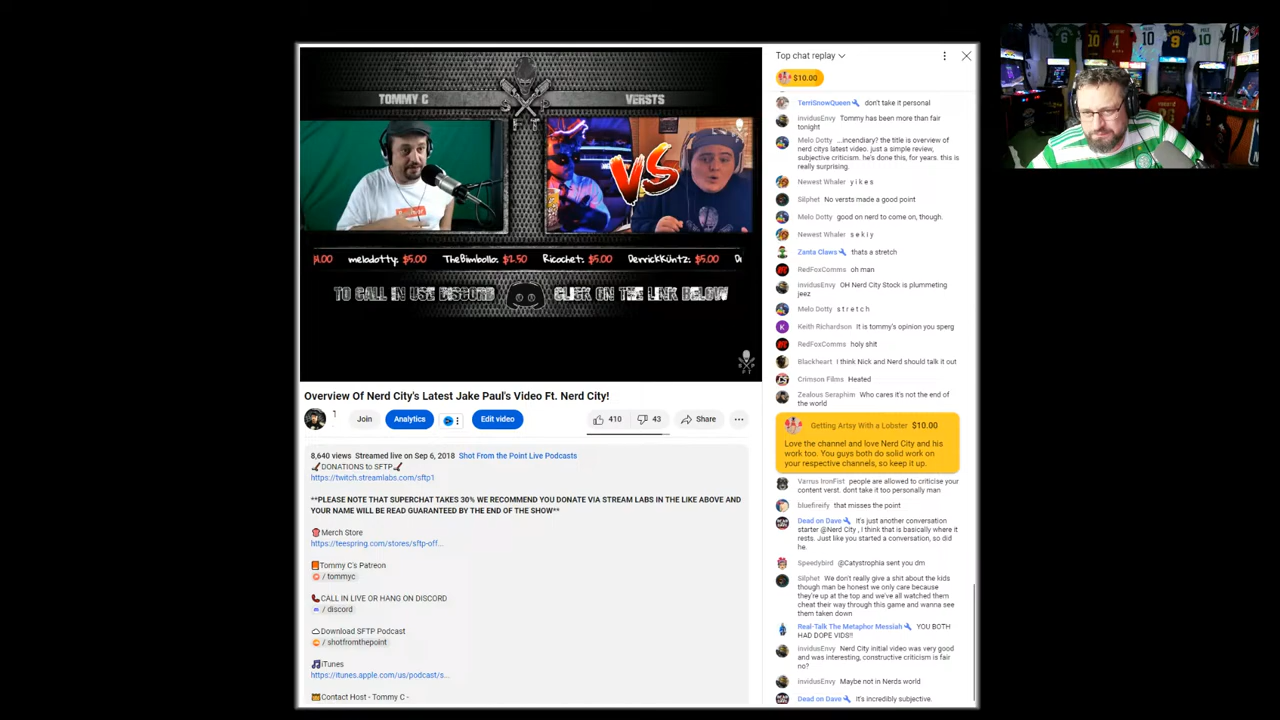 TOMMY C
VERSTS
VS
melodotty: $5.00 TheBimbollo: $2.50 Ricochet: $5.00 DerrickKüntz: $5.00
TO CALL IN USE DISCORD CLICK ON THE LINK BELOW
Overview Of Nerd City's Latest Jake Paul's Video Ft. Nerd City!
Join
Analytics
Edit video
410
43
Share
8,640 views Streamed live on Sep 6, 2018 Shot From the Point Live Podcasts
DONATIONS to SFTP
https://twitch.streamlabs.com/sftp1
**PLEASE NOTE THAT SUPERCHAT TAKES 30% WE RECOMMEND YOU DONATE VIA STREAM LABS IN THE LIKE ABOVE AND
YOUR NAME WILL BE READ GUARANTEED BY THE END OF THE SHOW**
Merch Store
https://teespring.com/stores/sftp-off...
Tommy C's Patreon
/ tommyc
CALL IN LIVE OR HANG ON DISCORD
/ discord
Download SFTP Podcast
/ shotfromthepoint
iTunes
https://itunes.apple.com/us/podcast/s...
Contact Host - Tommy C -
Top chat replay
$10.00
TerriSnowQueen don't take it personal
invidusEnvy Tommy has been more than fair
tonight
Melo Dotty ...incendiary? the title is overview of
nerd citys latest video. just a simple review,
subjective criticism. he's done this, for years. this is
really surprising.
Newest Whaler y i k e s
Silphet No versts made a good point
Melo Dotty good on nerd to come on, though.
Newest Whaler s e k i y
Zanta Claws thats a stretch
RedFoxComms oh man
invidusEnvy OH Nerd City Stock is plummeting
jeez
Melo Dotty s t r e t c h
K
Keith Richardson It is tommy's opinion you sperg
RedFoxComms holy shit
Blackheart I think Nick and Nerd should talk it out
Crimson Films Heated
Zealous Seraphim Who cares it's not the end of
the world
Getting Artsy With a Lobster $10.00
Love the channel and love Nerd City and his
work too. You guys both do solid work on
your respective channels, so keep it up.
Varrus IronFist people are allowed to criticise your
content verst. dont take it too personally man
bluefireify that misses the point
Dead on Dave It's just another conversation
starter @Nerd City , I think that is basically where it
rests. Just like you started a conversation, so did
he.
Speedybird @Catystrophia sent you dm
Silphet We don't really give a shit about the kids
though man be honest we only care because
they're up at the top and we've all watched them
cheat their way through this game and wanna see
them taken down
Real-Talk The Metaphor Messiah YOU BOTH
HAD DOPE VIDS!!
invidusEnvy Nerd City initial video was very good
and was interesting, constructive criticism is fair
no?
invidusEnvy Maybe not in Nerds world
Dead on Dave It's incredibly subjective.